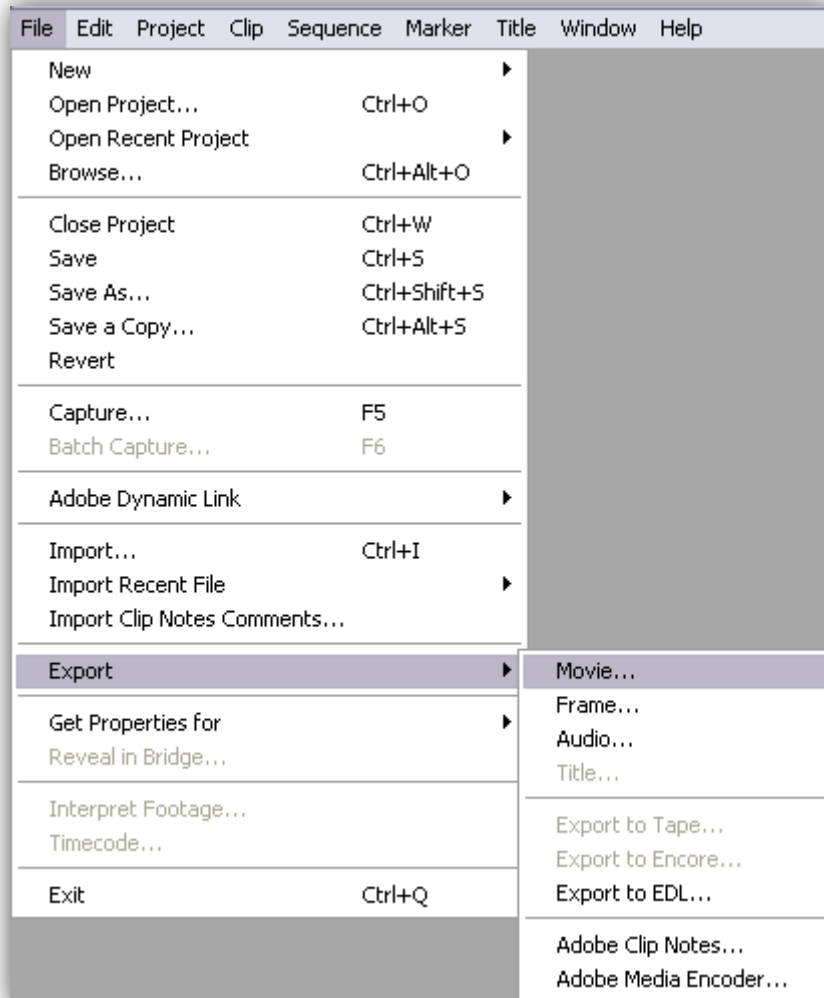 File Edit Project Clip Sequence Marker Title Window Help
New
Open Project... Ctrl+O
Open Recent Project
Browse... Ctrl+Alt+O
Close Project Ctrl+W
Save Ctrl+S
Save As... Ctrl+Shift+S
Save a Copy... Ctrl+Alt+S
Revert
Capture... F5
Batch Capture... F6
Adobe Dynamic Link
Import... Ctrl+I
Import Recent File
Import Clip Notes Comments...
Export
Get Properties for
Reveal in Bridge...
Interpret Footage...
Timecode...
Exit Ctrl+Q
Movie...
Frame...
Audio...
Title...
Export to Tape...
Export to Encore...
Export to EDL...
Adobe Clip Notes...
Adobe Media Encoder...